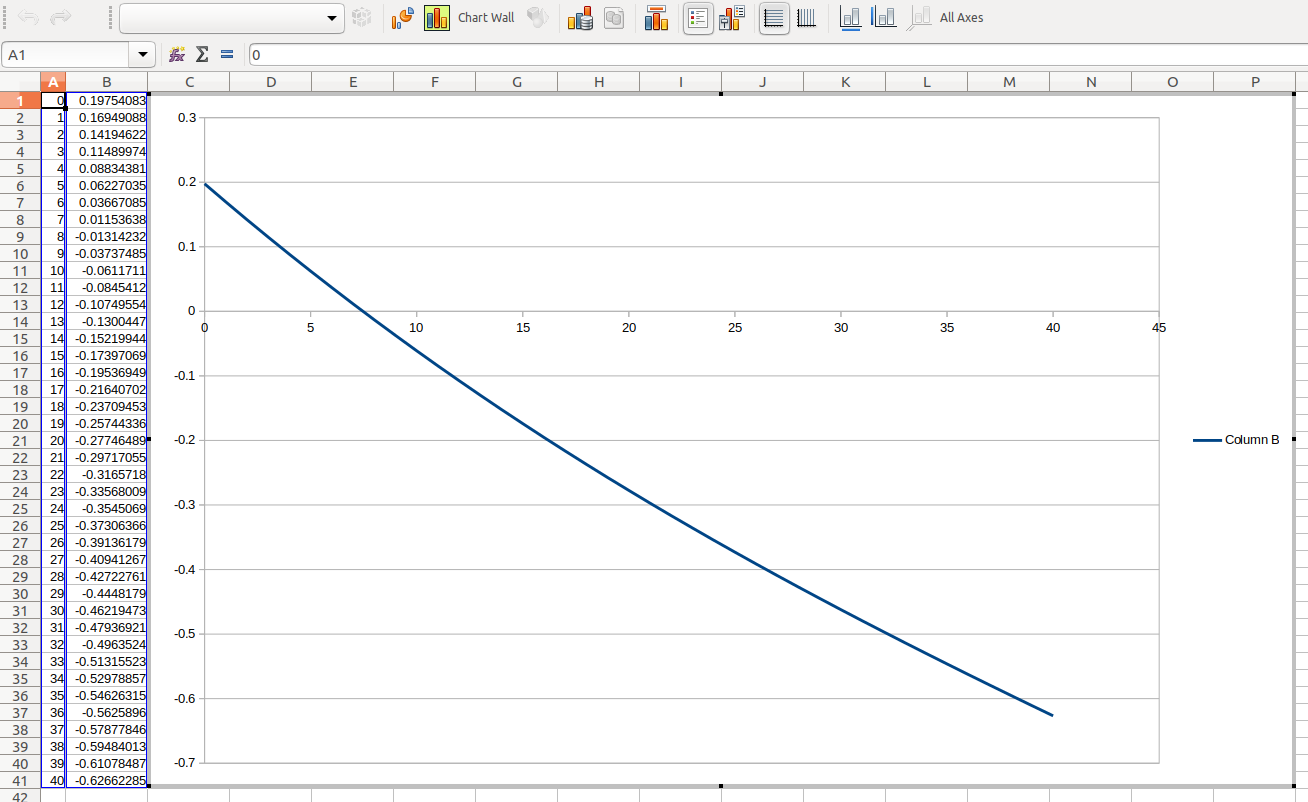 Chart Wall All Axes
A1 fx Σ = 0
A B C D E F G H I J K L M N O P
1 0 0.19754083
2 1 0.16949088
3 2 0.14194622
4 3 0.11489974
5 4 0.08834381
6 5 0.06227035
7 6 0.03667085
8 7 0.01153638
9 8 -0.01314232
10 9 -0.03737485
11 10 -0.0611711
12 11 -0.0845412
13 12 -0.10749554
14 13 -0.1300447
15 14 -0.15219944
16 15 -0.17397069
17 16 -0.19536949
18 17 -0.21640702
19 18 -0.23709453
20 19 -0.25744336
21 20 -0.27746489
22 21 -0.29717055
23 22 -0.3165718
24 23 -0.33568009
25 24 -0.3545069
26 25 -0.37306366
27 26 -0.39136179
28 27 -0.40941267
29 28 -0.42722761
30 29 -0.4448179
31 30 -0.46219473
32 31 -0.47936921
33 32 -0.4963524
34 33 -0.51315523
35 34 -0.52978857
36 35 -0.54626315
37 36 -0.5625896
38 37 -0.57877846
39 38 -0.59484013
40 39 -0.61078487
41 40 -0.62662285
42
0.3
0.2
0.1
0
0 5 10 15 20 25 30 35 40 45
-0.1
-0.2
Column B
-0.3
-0.4
-0.5
-0.6
-0.7